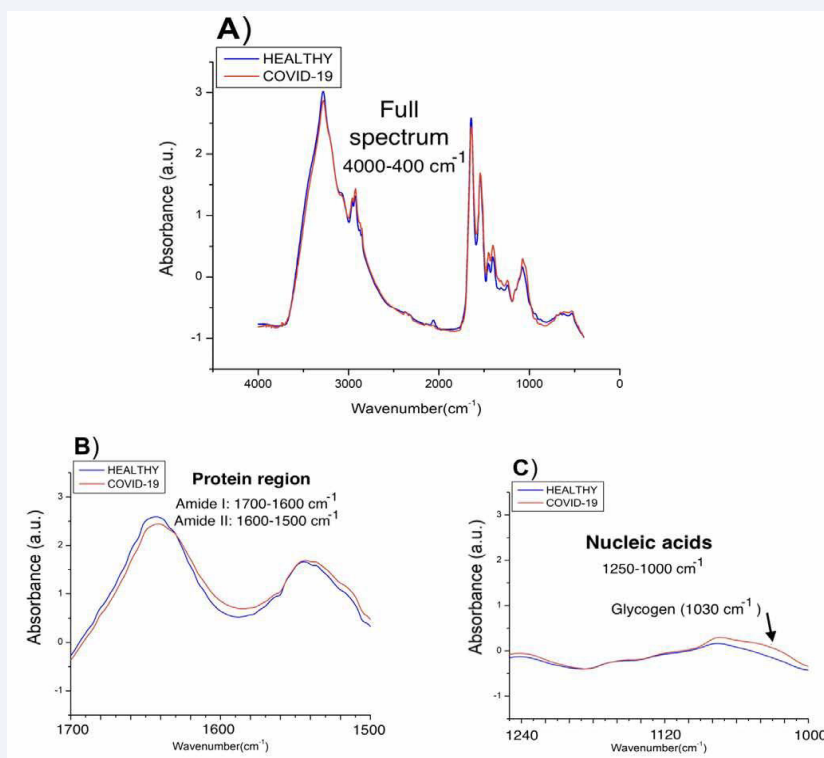 A)
HEALTHY
COVID-19
Full
spectrum
4000-400 cm-1
Absorbance (a.u.)
3
2
1
0
-1
4000 3000 2000 1000 0
Wavenumber(cm-1)
B)
HEALTHY
COVID-19
Protein region
Amide I: 1700-1600 cm-1
Amide II: 1600-1500 cm-1
Absorbance (a.u.)
3
2
1
0
-1
1700 1600 1500
Wavenumber(cm-1)
C)
HEALTHY
COVID-19
Nucleic acids
1250-1000 cm-1
Glycogen (1030 cm-1 )
Absorbance (a.u.)
3
2
1
0
-1
1240 1120 1000
Wavenumber(cm-1)